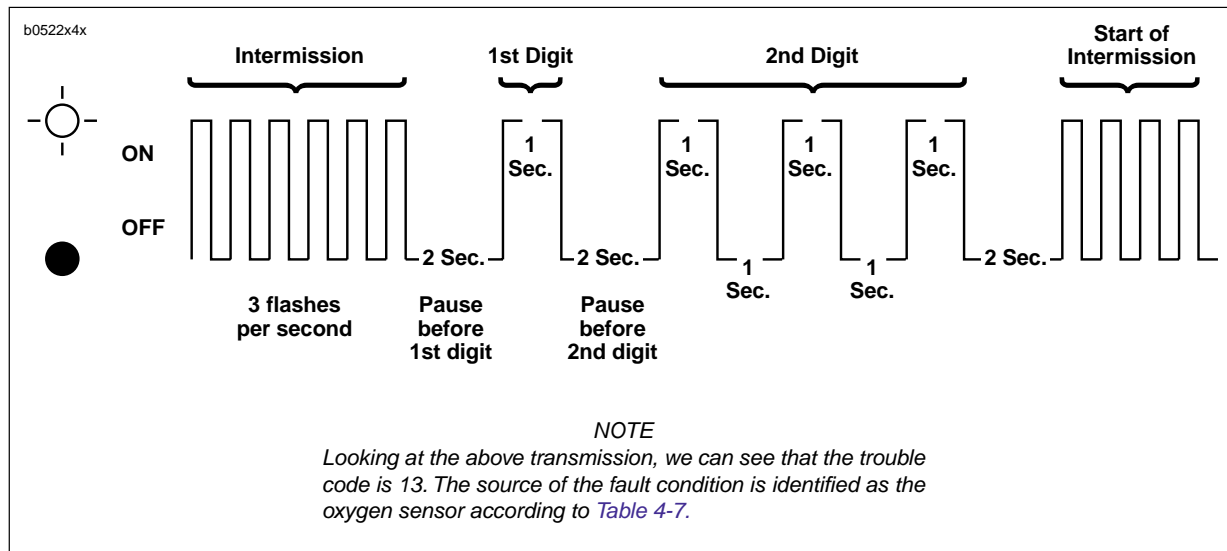 b0522x4x
Intermission
1st Digit
2nd Digit
Start of
Intermission
ON
OFF
1
Sec.
1
Sec.
1
Sec.
1
Sec.
2 Sec.
2 Sec.
1
Sec.
1
Sec.
2 Sec.
3 flashes
per second
Pause
before
1st digit
Pause
before
2nd digit
NOTE
Looking at the above transmission, we can see that the trouble
code is 13. The source of the fault condition is identified as the
oxygen sensor according to Table 4-7.